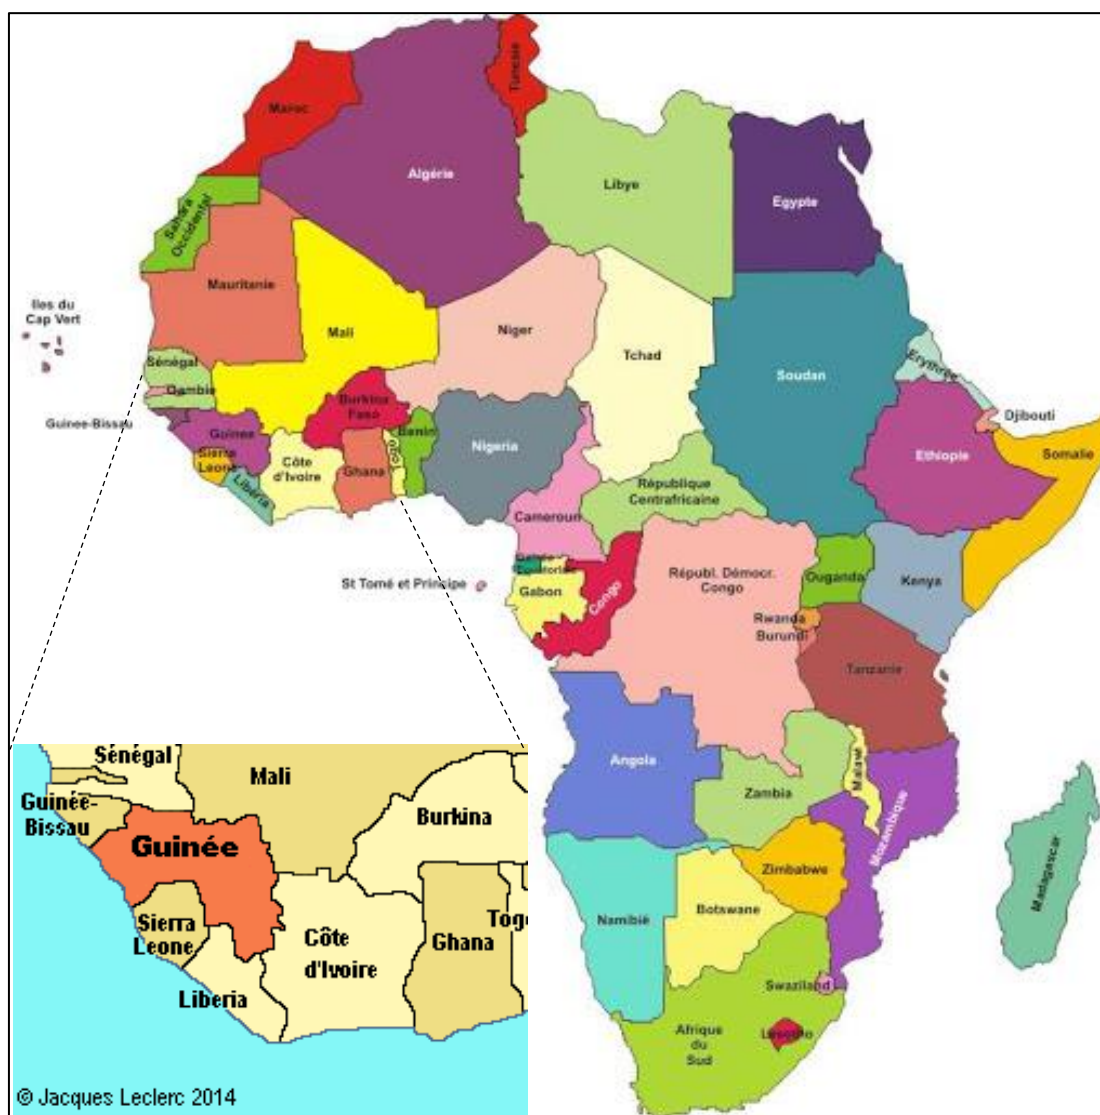 Tunisie
Maroc
Algérie
Libye
Egypte
Sahara
Occidental
Mauritanie
Iles du
Cap Vert
Mali
Niger
Tchad
Soudan
Erythrée
Sénégal
Gambie
Djibouti
Guinee-Bissau
Guinee
Burkina
Faso
Benin
Togo
Nigeria
Ethiopie
Somalie
Sierra
Leone
Côte
d'Ivoire
Ghana
Libéria
République
Centrafricaine
Cameroun
Ouganda
Kenya
St Tomé et Principe
Gabon
Congo
Républ. Démocr.
Congo
Rwanda
Burundi
Tanzanie
Angola
Zambia
Malawi
Mozambique
Madagascar
Zimbabwe
Namibië
Botswane
Swaziland
Afrique
du
Sud
Lesotho
Sénégal
Mali
Guinée-
Bissau
Burkina
Guinée
Sierra
Leone
Côte
d'Ivoire
Ghana
Togo
Liberia
© Jacques Leclerc 2014